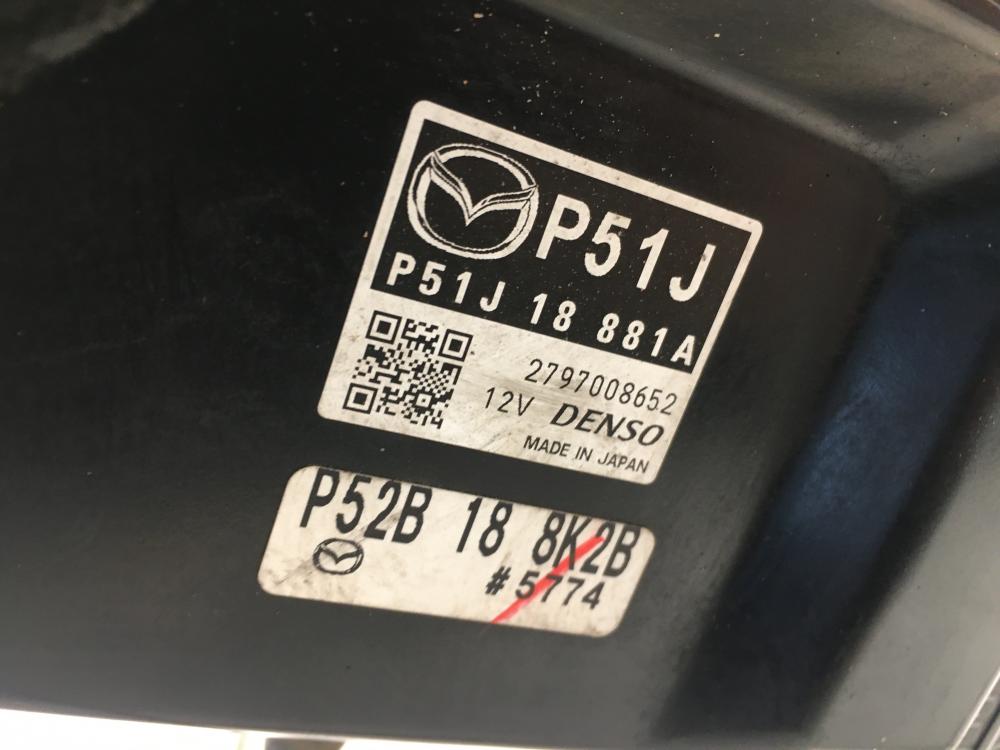 P51J
P51J 18 881A
2797008652
12V DENSO
MADE IN JAPAN
P52B 18 8K2B
#5774